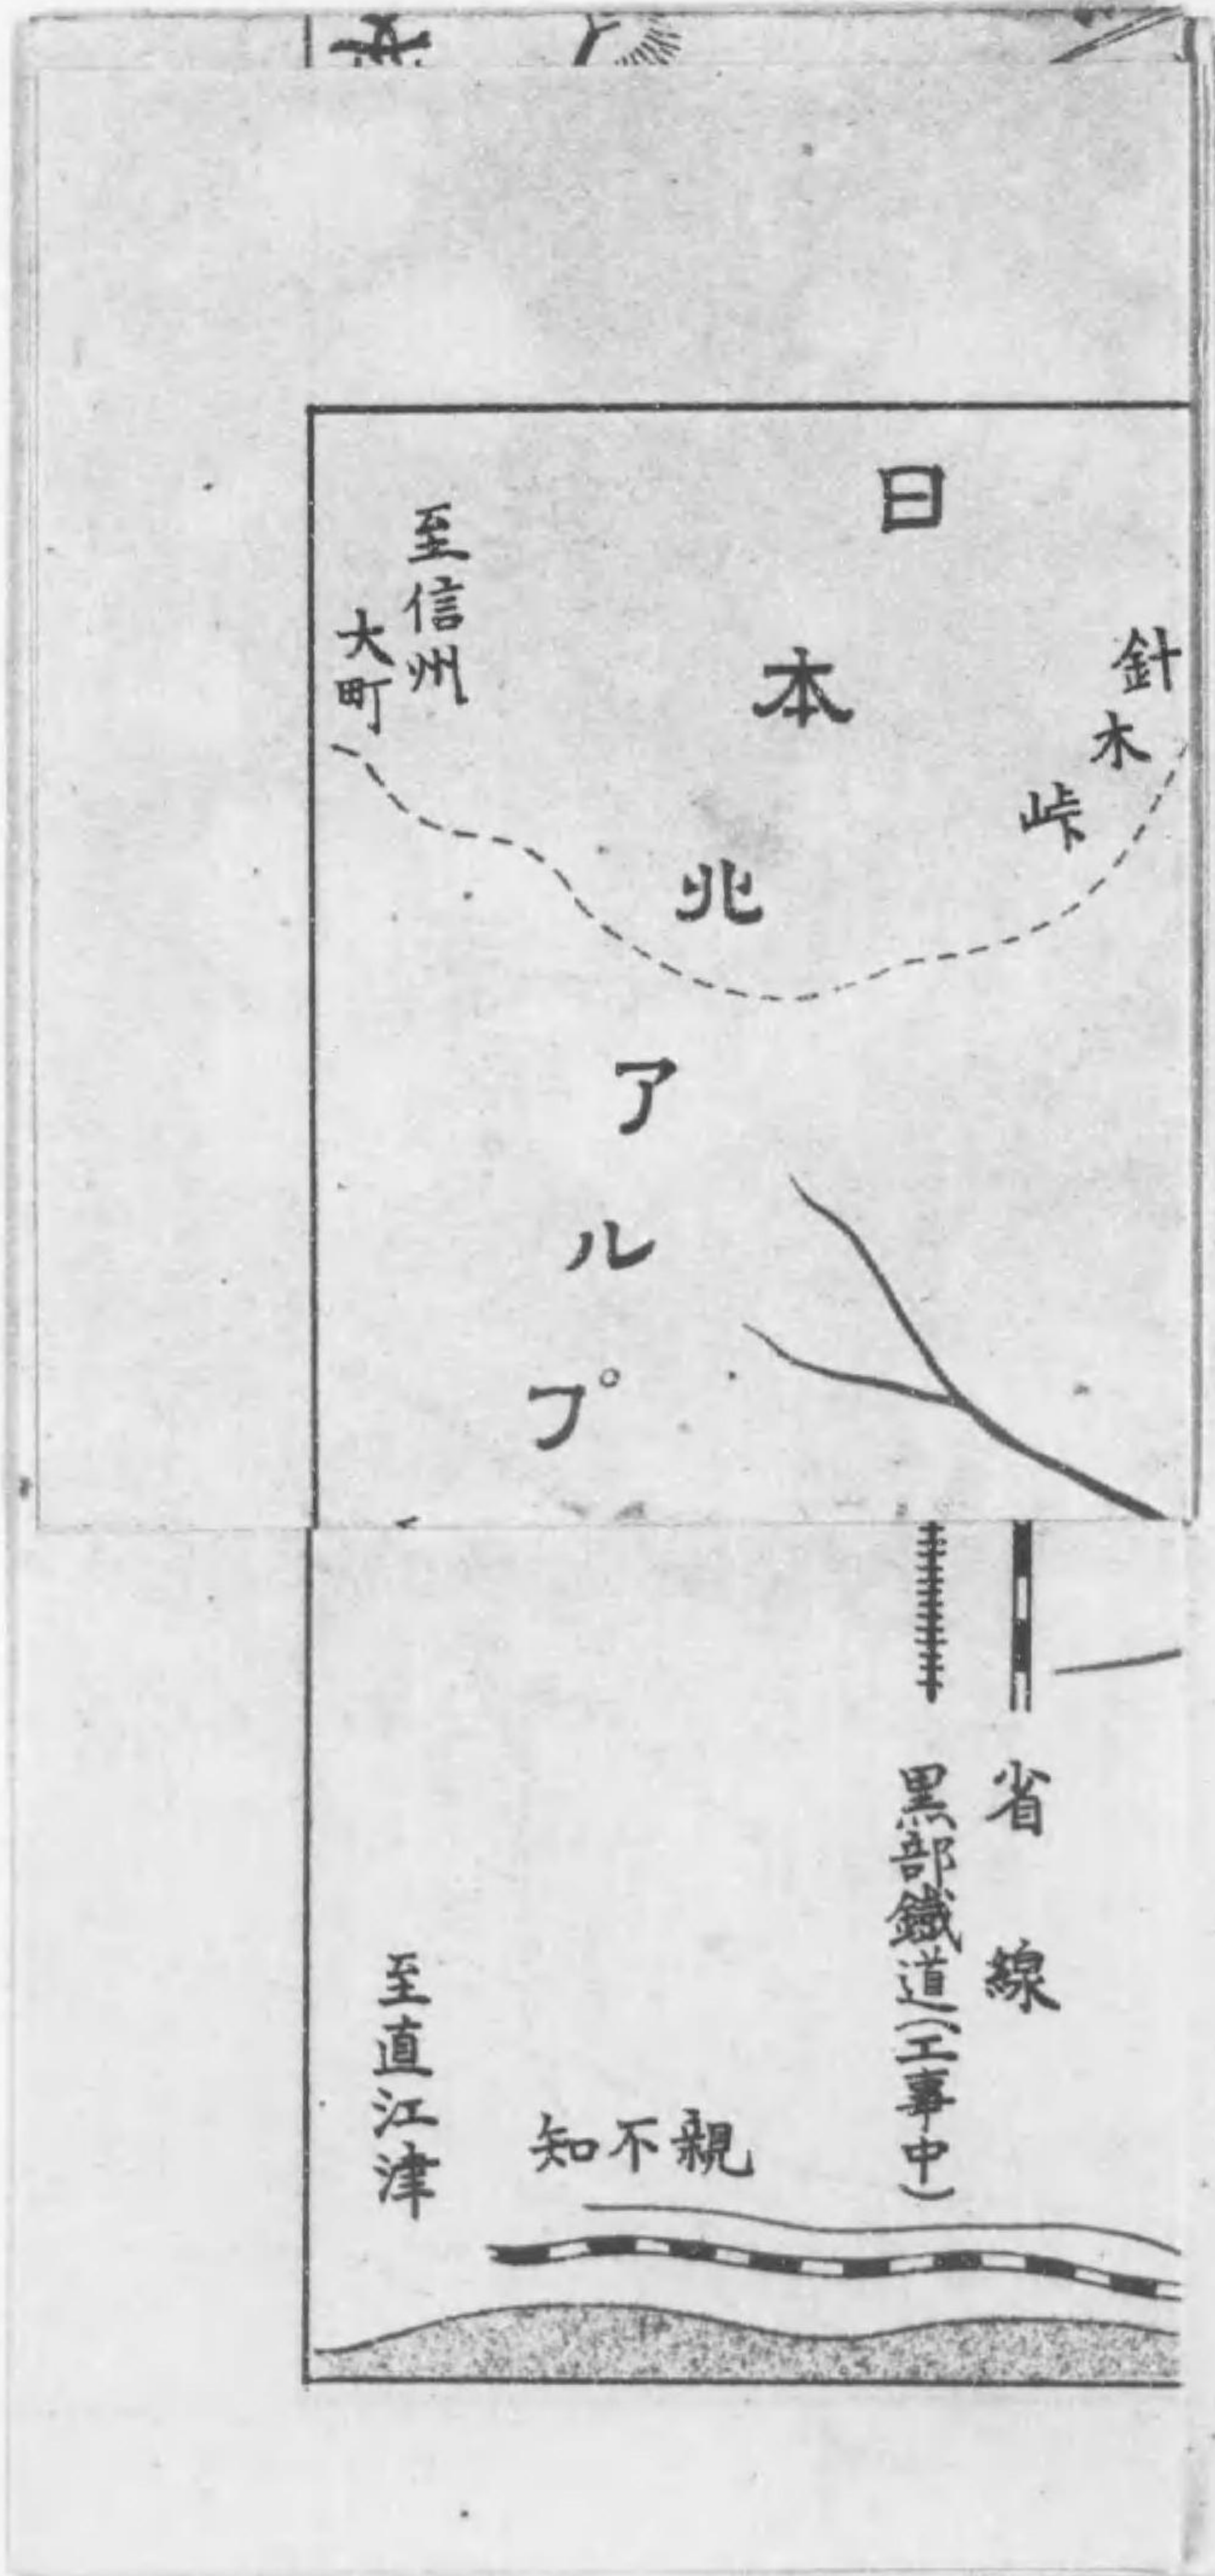 日本北アルプ
針木峠
至信州
大町
省線
黒部鐵道(工事中)
親不知
至直江津